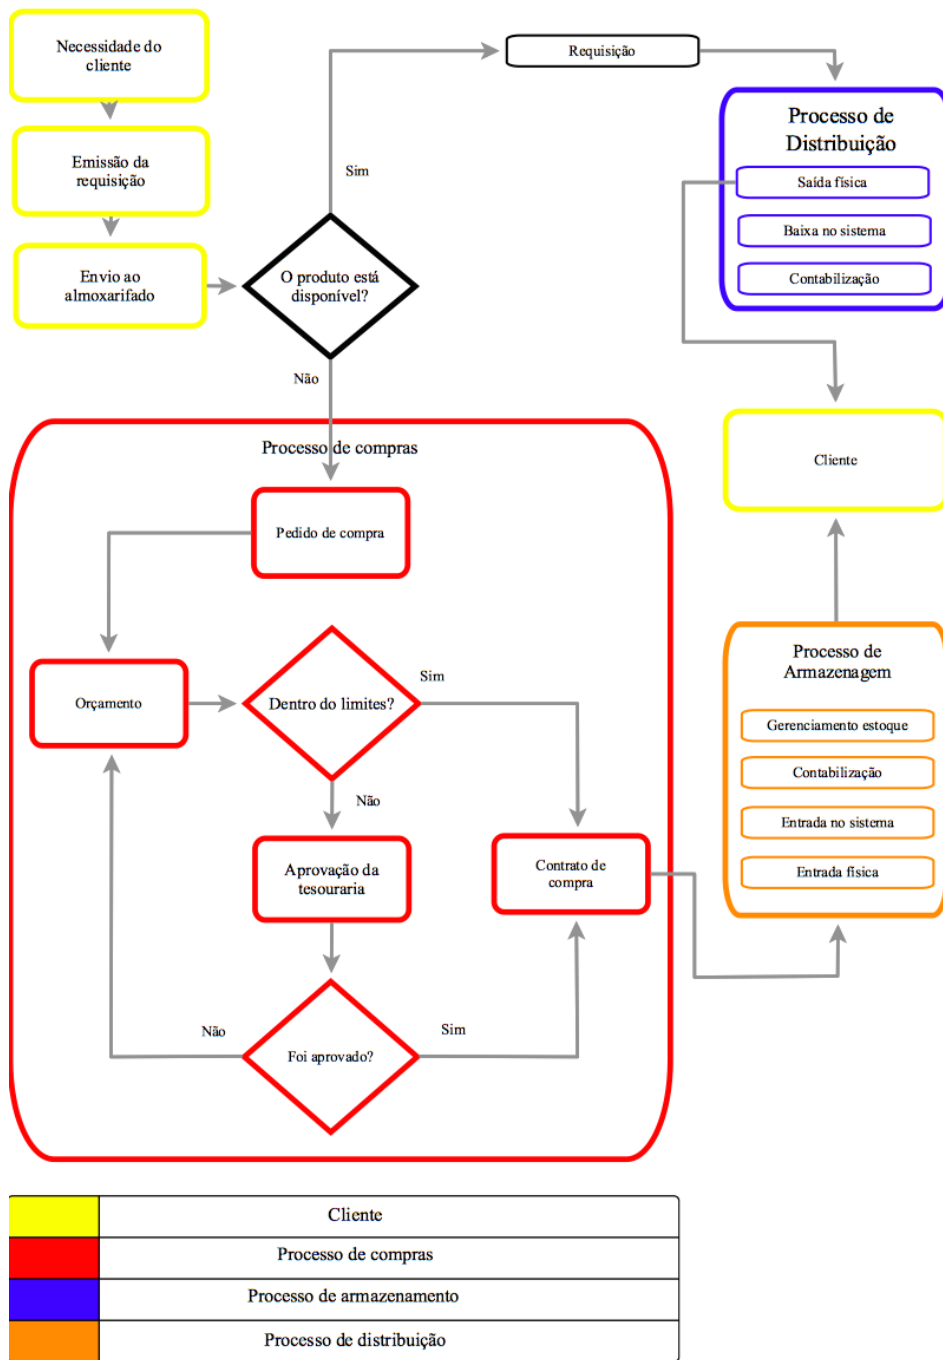 Necessidade do
cliente
Emissão da
requisição
Envio ao
almoxarifado
O produto está
disponível?
Sim
Requisição
Processo de
Distribuição
Saída física
Baixa no sistema
Contabilização
Não
Processo de compras
Pedido de compra
Orçamento
Dentro do limites?
Sim
Não
Aprovação da
tesouraria
Contrato de
compra
Foi aprovado?
Não
Sim
Cliente
Processo de
Armazenagem
Gerenciamento estoque
Contabilização
Entrada no sistema
Entrada física
Cliente
Processo de compras
Processo de armazenamento
Processo de distribuição